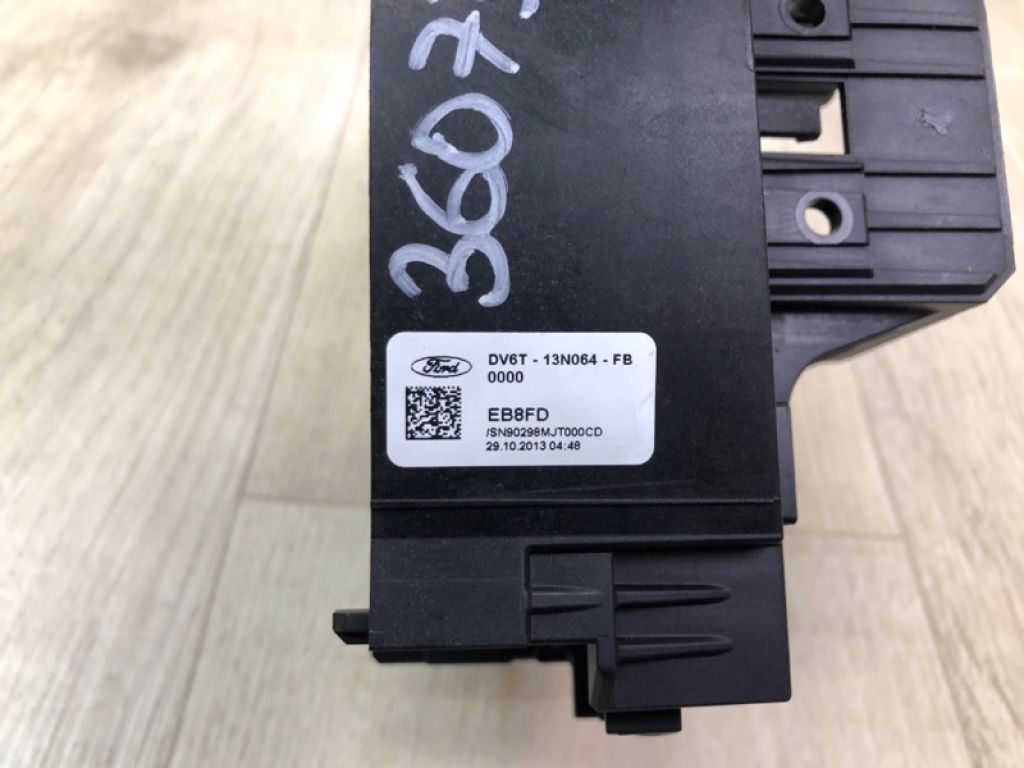 3607
Ford
DV6T - 13N064 - FB
0000
EB8FD
/SN90298MJT000CD
29.10.2013 04:48